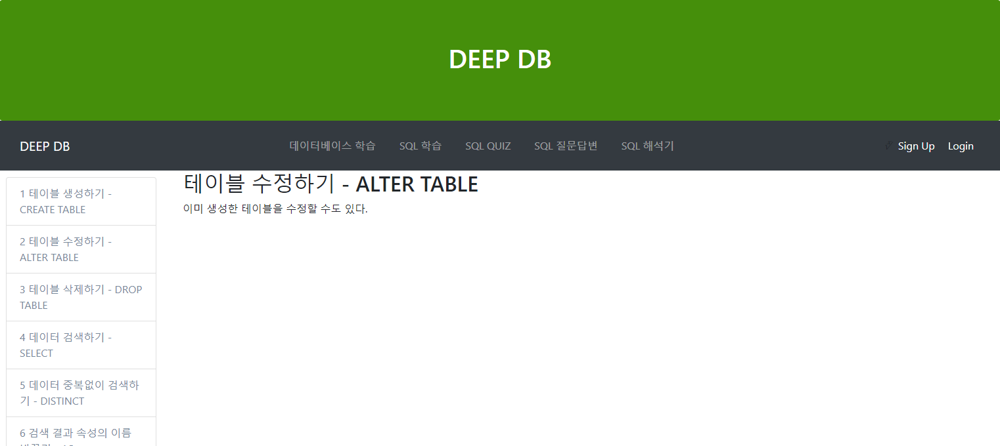 DEEP DB
DEEP DB
데이터베이스 학습
SQL 학습
SQL QUIZ
SQL 질문답변
SQL 해석기
Sign Up
Login
1 테이블 생성하기 -
CREATE TABLE
2 테이블 수정하기 -
ALTER TABLE
3 테이블 삭제하기 - DROP
TABLE
4 데이터 검색하기 -
SELECT
5 데이터 중복없이 검색하
기 - DISTINCT
6 검색 결과 속성의 이름
테이블 수정하기 - ALTER TABLE
이미 생성한 테이블을 수정할 수도 있다.